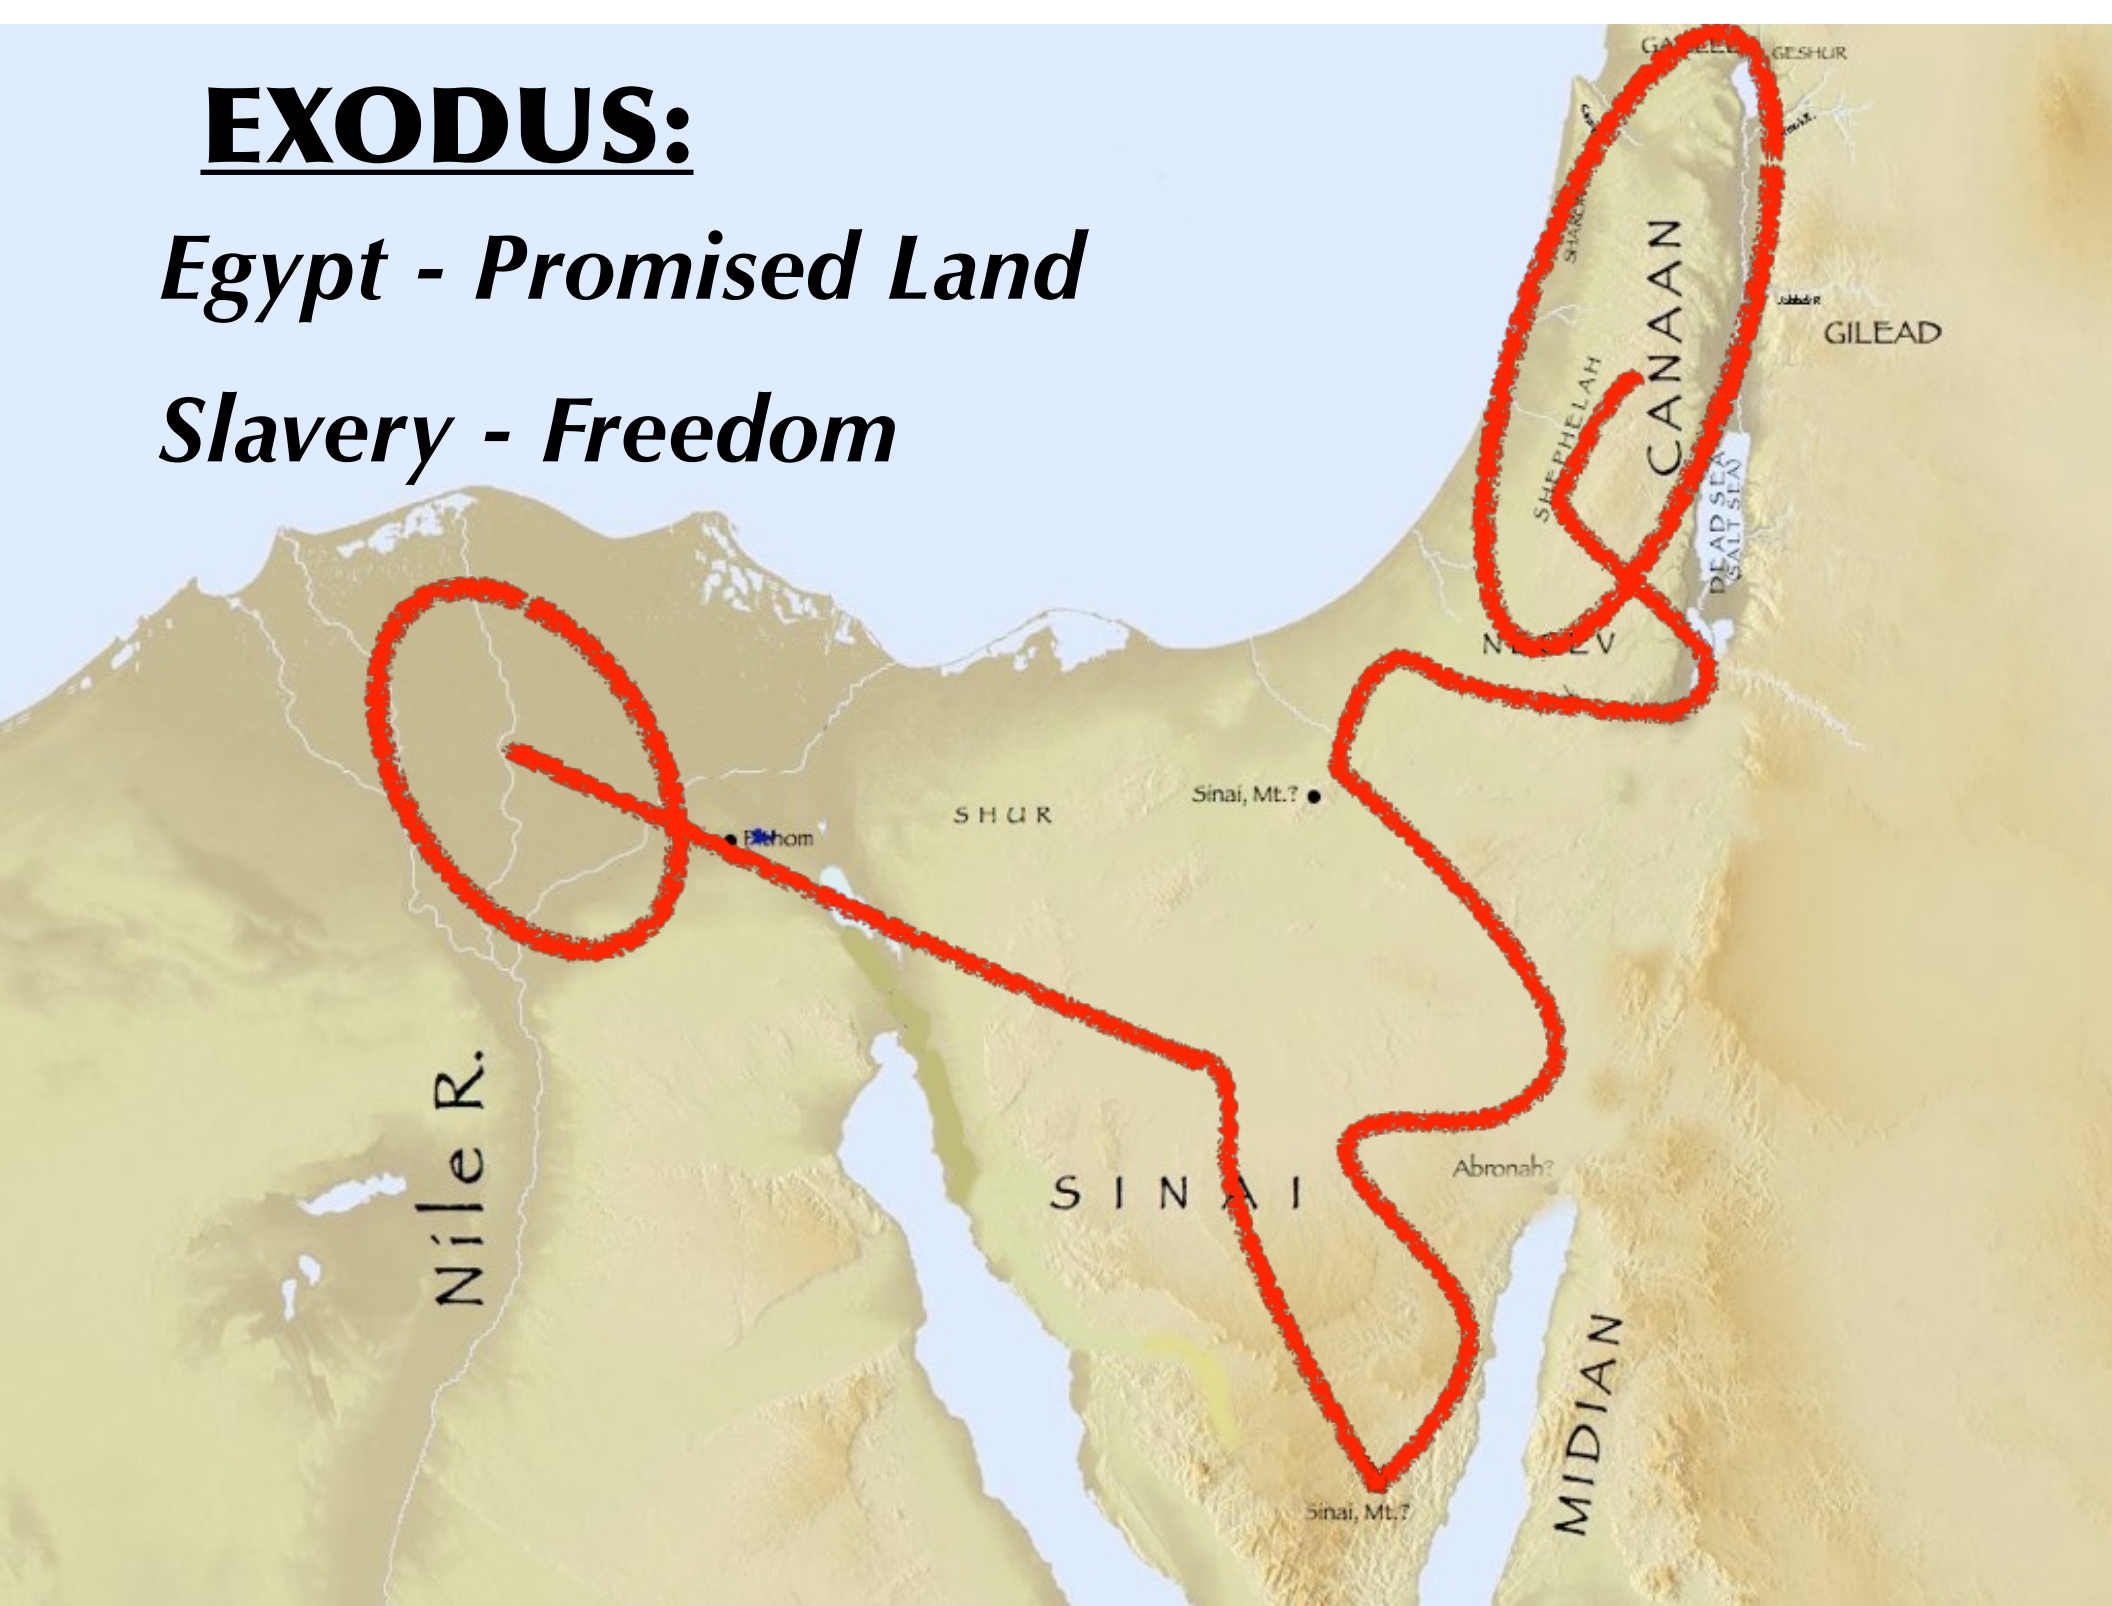 EXODUS:
Egypt - Promised Land
Slavery - Freedom
GESHUR
SHARON
CANAAN
GILEAD
SHEPHELAH
DEAD SEA
SALT SEA
Sinai, Mt.?
SHUR
Nile R.
SINAI
Abronah?
MIDIAN
Sinai, Mt.?